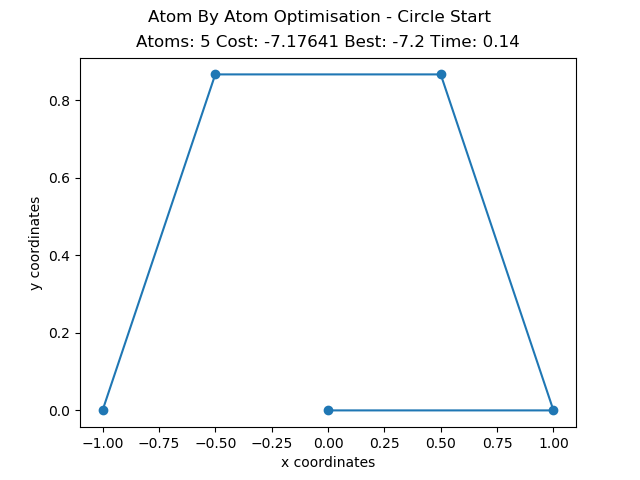 Atom By Atom Optimisation - Circle Start
Atoms: 5 Cost: -7.17641 Best: -7.2 Time: 0.14
y coordinates
0.8
0.6
0.4
0.2
0.0
−1.00 −0.75 −0.50 −0.25 0.00 0.25 0.50 0.75 1.00
x coordinates